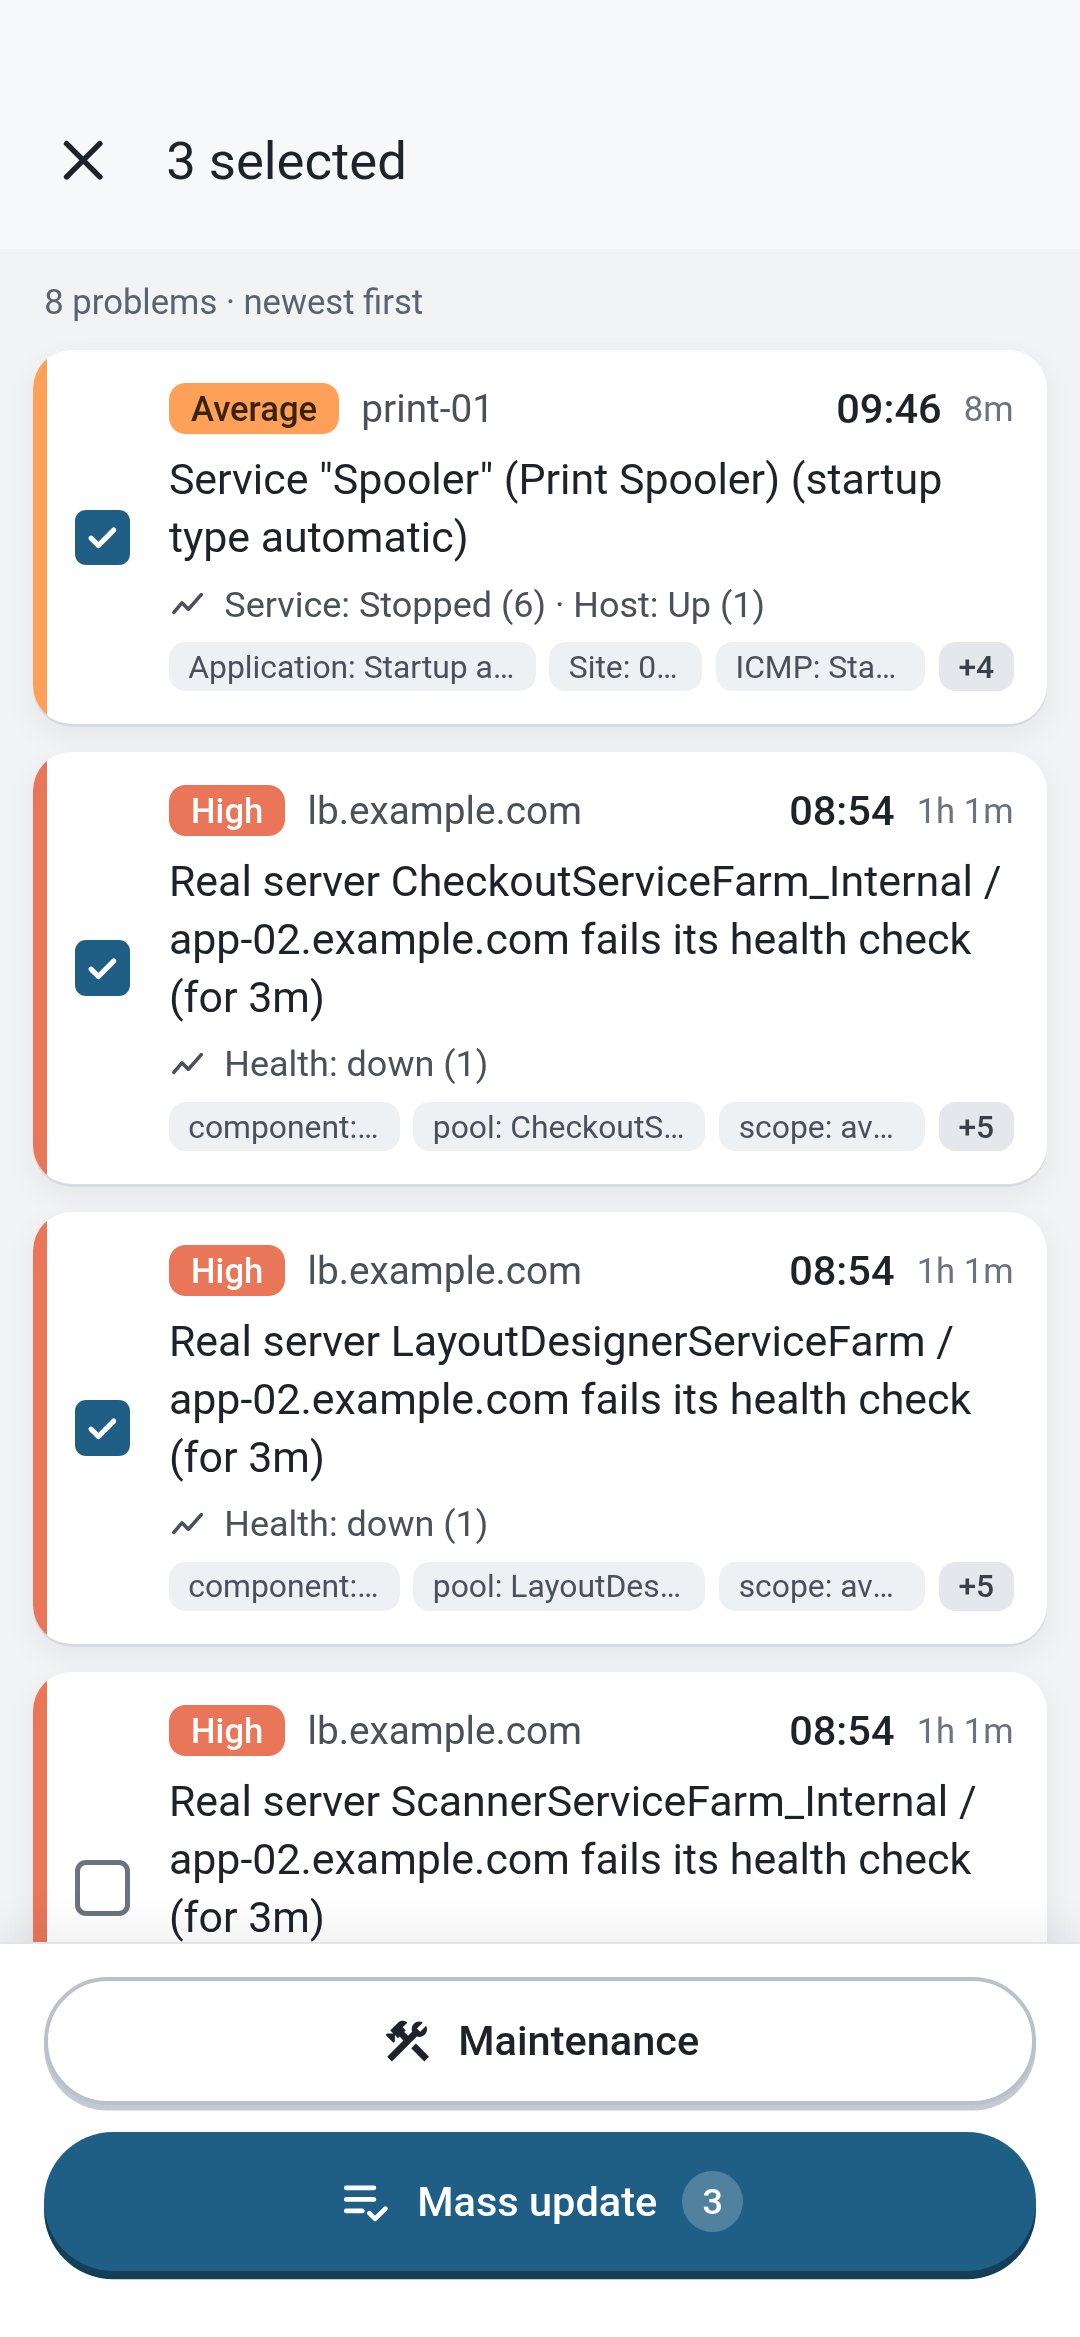 3 selected
8 problems · newest first
Average print-01 09:46 8m
Service "Spooler" (Print Spooler) (startup
type automatic)
Service: Stopped (6) · Host: Up (1)
Application: Startup a... Site: 0... ICMP: Sta... +4
High lb.example.com 08:54 1h 1m
Real server CheckoutServiceFarm_Internal /
app-02.example.com fails its health check
(for 3m)
Health: down (1)
component:... pool: CheckoutS... scope: av... +5
High lb.example.com 08:54 1h 1m
Real server LayoutDesignerServiceFarm /
app-02.example.com fails its health check
(for 3m)
Health: down (1)
component:... pool: LayoutDes... scope: av... +5
High lb.example.com 08:54 1h 1m
Real server ScannerServiceFarm_Internal /
app-02.example.com fails its health check
(for 3m)
Maintenance
Mass update 3